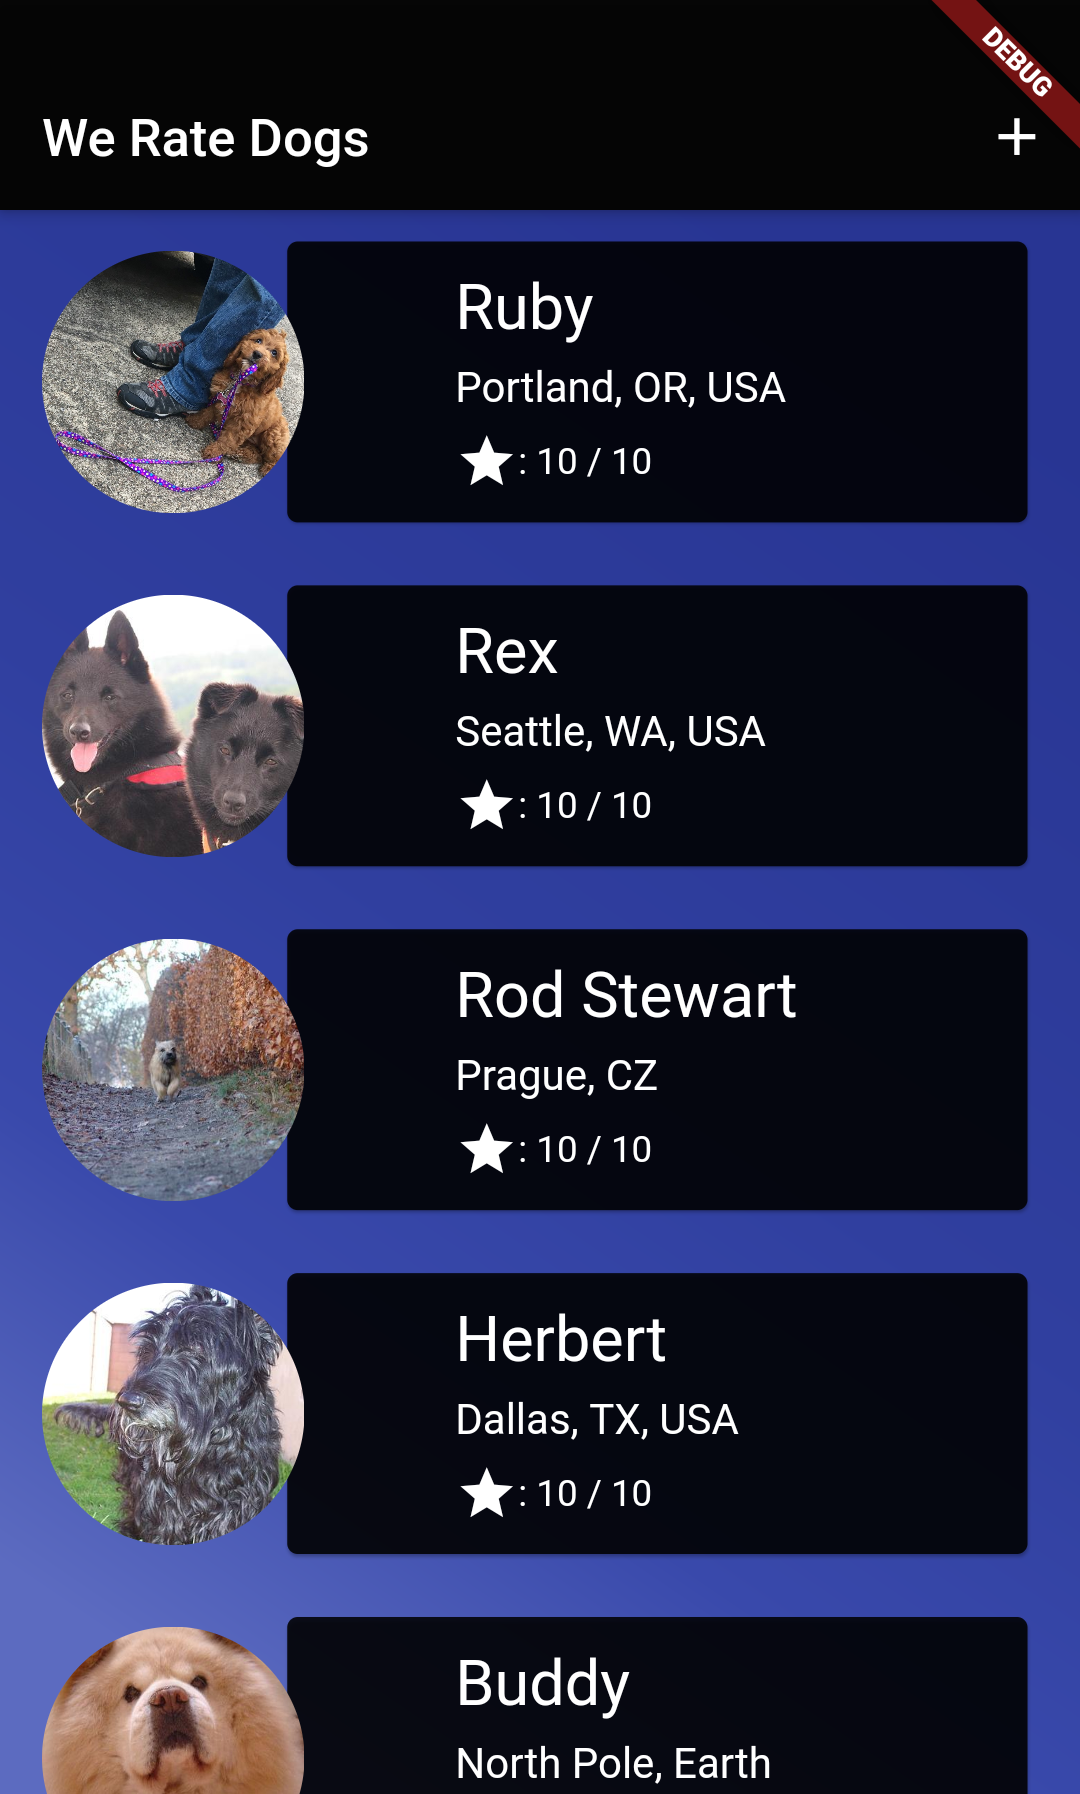 DEBUG
We Rate Dogs
+
Ruby
Portland, OR, USA
★: 10 / 10
Rex
Seattle, WA, USA
★: 10 / 10
Rod Stewart
Prague, CZ
★: 10 / 10
Herbert
Dallas, TX, USA
★: 10 / 10
Buddy
North Pole, Earth